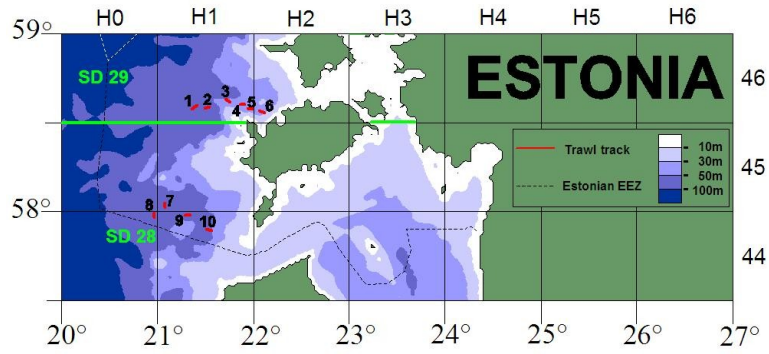 H0 H1 H2 H3 H4 H5 H6
59°
SD 29
ESTONIA
46
3
1 2 4 5 6
10m
Trawl track
30m
50m
Estonian EEZ
100m
45
58°
8 7
9 10
SD 28
44
20° 21° 22° 23° 24° 25° 26° 27°